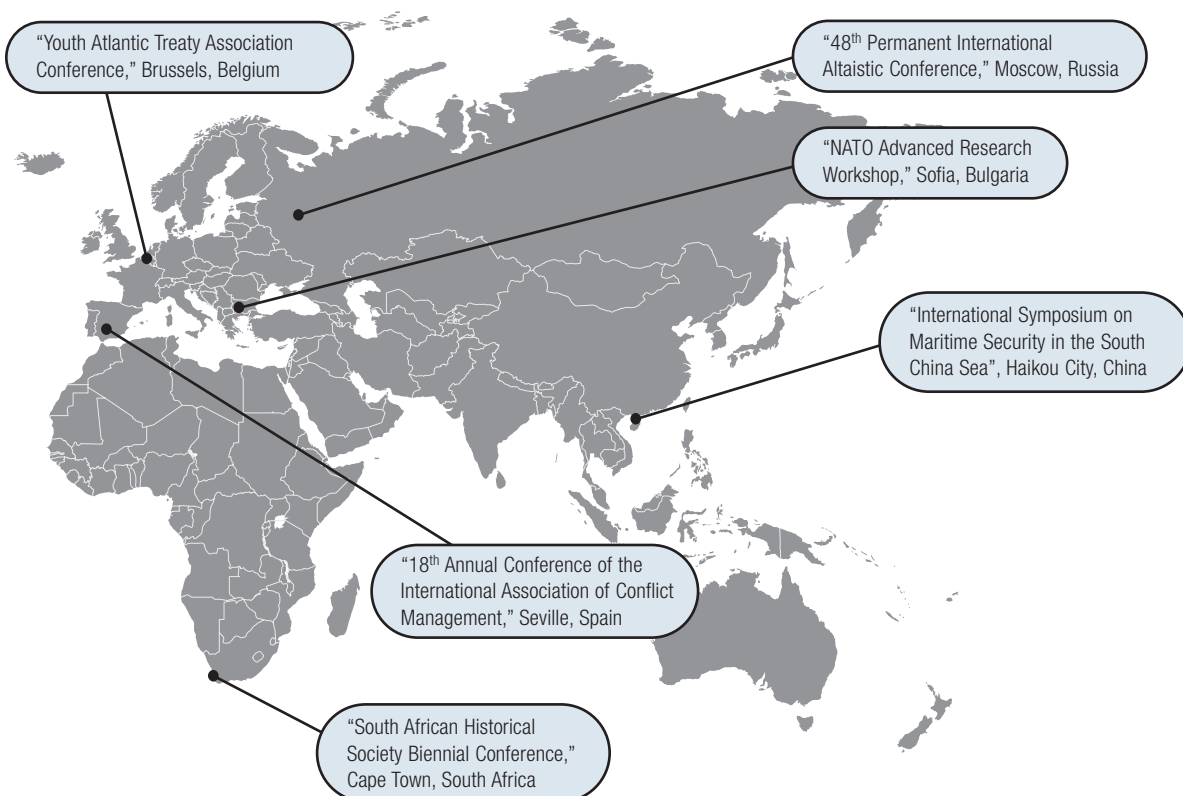 “Youth Atlantic Treaty Association
Conference,” Brussels, Belgium
“48th Permanent International
Altaistic Conference,” Moscow, Russia
“NATO Advanced Research
Workshop,” Sofia, Bulgaria
“International Symposium on
Maritime Security in the South
China Sea”, Haikou City, China
“18th Annual Conference of the
International Association of Conflict
Management,” Seville, Spain
“South African Historical
Society Biennial Conference,”
Cape Town, South Africa